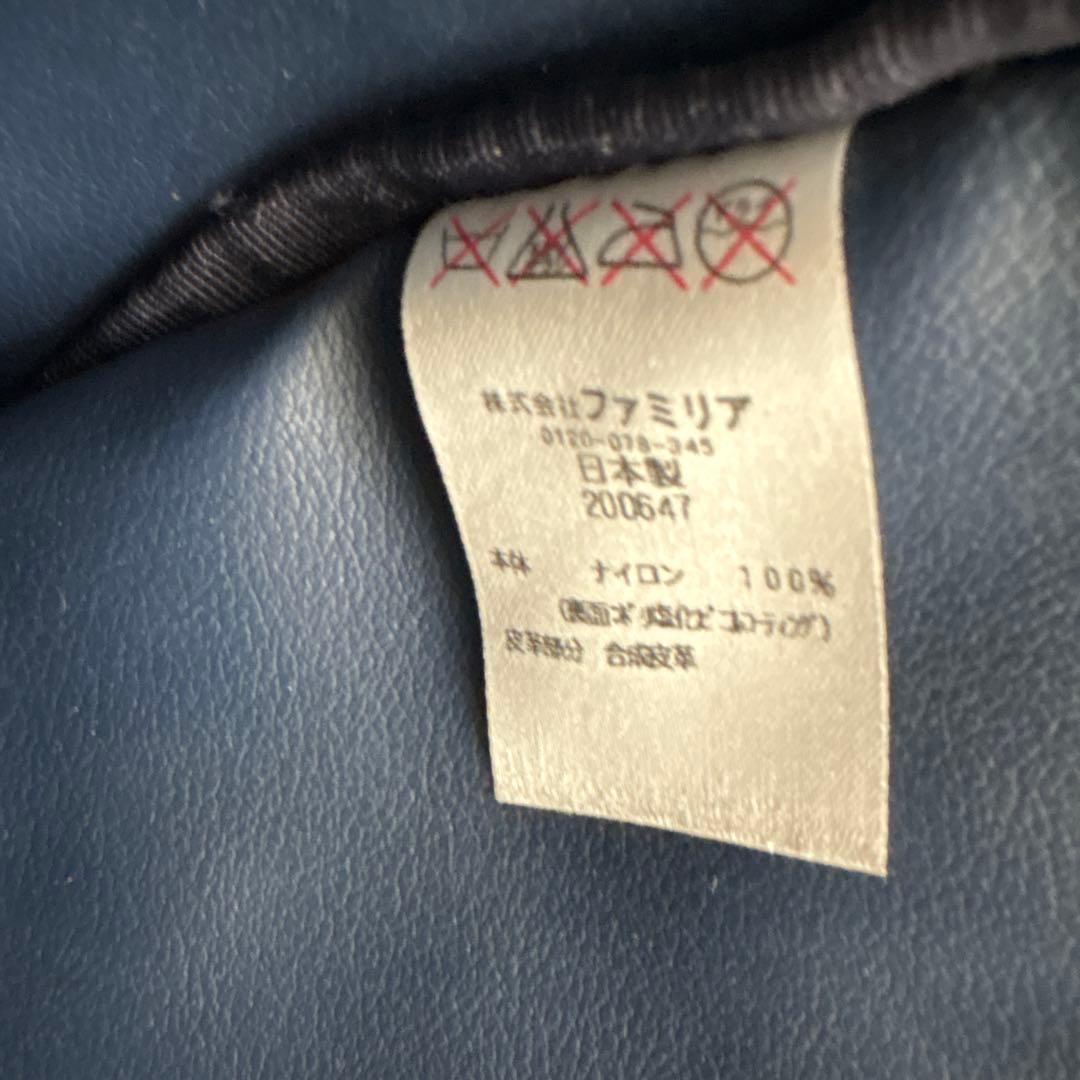 株式会社ファミリア
0120-078-345
日本製
200647
本体 ナイロン 100%
(裏面ポリ塩化ビニルコーティング)
皮革部分 合成皮革